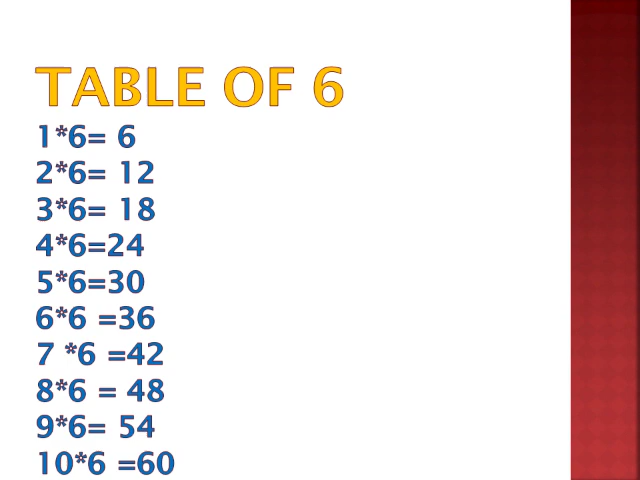 TABLE OF 6
1*6= 6
2*6= 12
3*6= 18
4*6=24
5*6=30
6*6 =36
7 *6 =42
8*6 = 48
9*6= 54
10*6 =60